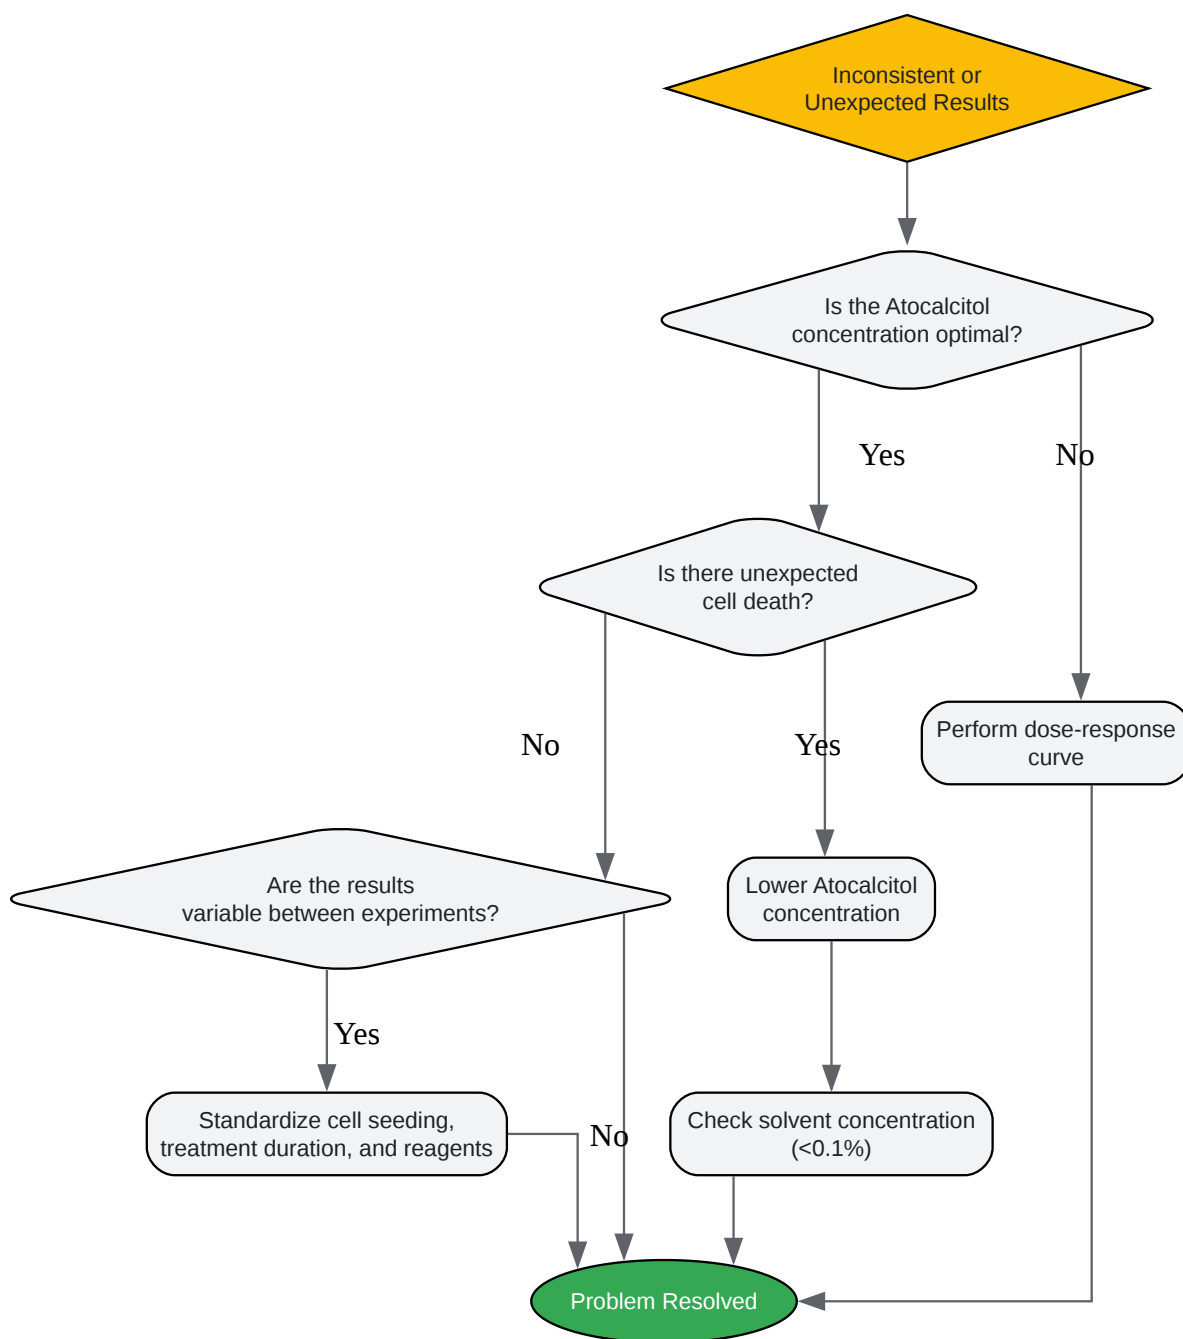 Inconsistent or
Unexpected Results
Is the Atocalcitol
concentration optimal?
Yes
No
Is there unexpected
cell death?
No
Yes
Perform dose-response
curve
Are the results
variable between experiments?
Lower Atocalcitol
concentration
Yes
Standardize cell seeding,
treatment duration, and reagents
No
Check solvent concentration
(<0.1%)
Problem Resolved